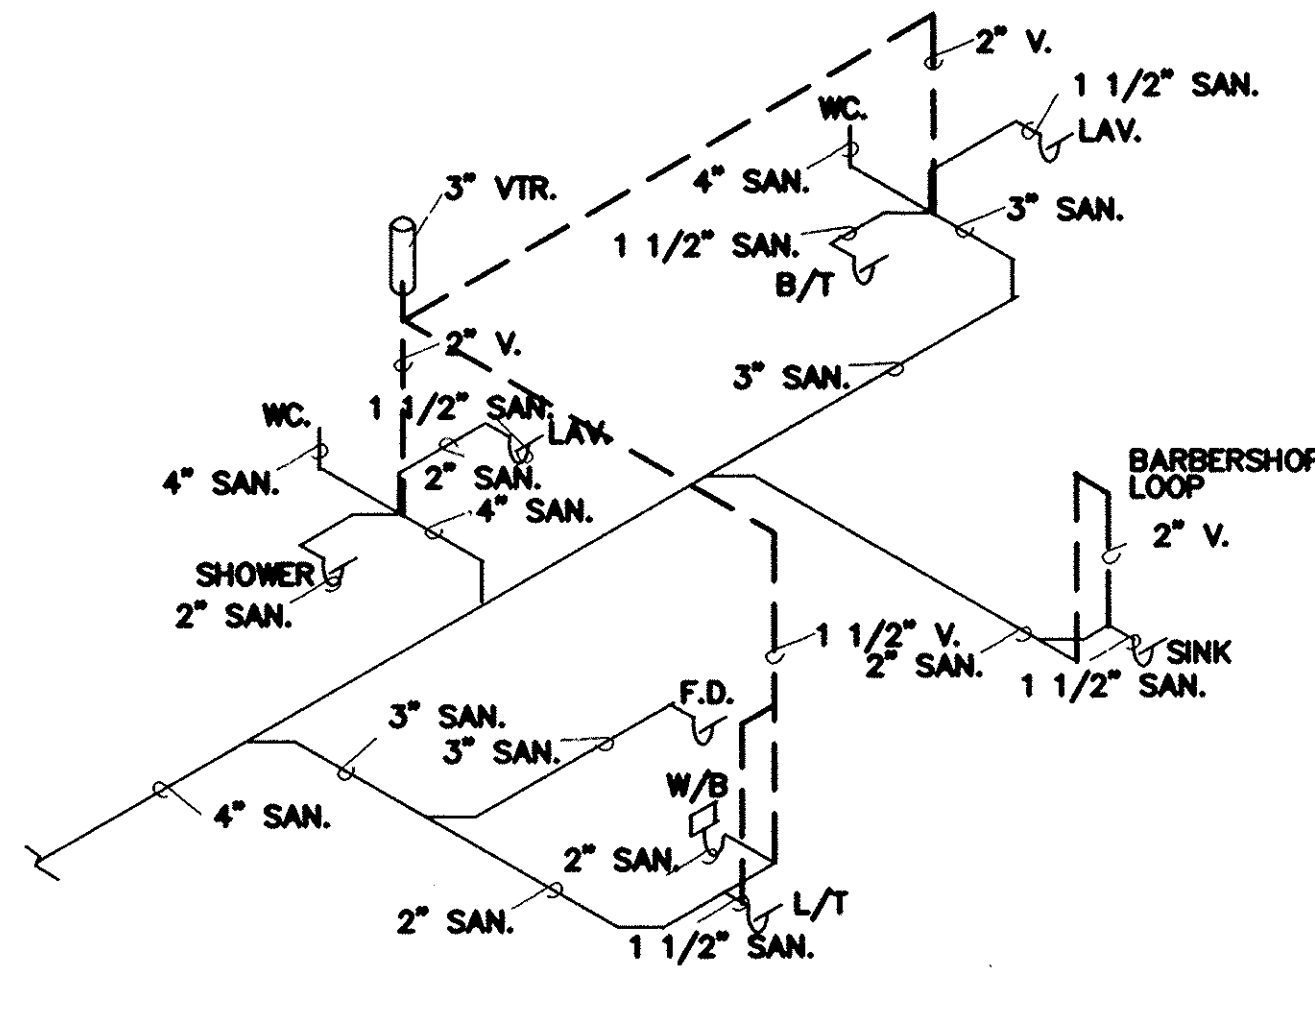 2" V.
1 1/2" SAN.
WC.
LAV.
4" SAN.
3" VTR.
3" SAN.
1 1/2" SAN.
B/T
2" V.
3" SAN.
1 1/2" SAN.
WC.
LAV.
4" SAN.
2" SAN.
4" SAN.
BARBERSHOP
LOOP
2" V.
SHOWER
2" SAN.
1 1/2" V.
2" SAN.
SINK
1 1/2" SAN.
F.D.
3" SAN.
3" SAN.
W/B
4" SAN.
2" SAN.
L/T
2" SAN.
1 1/2" SAN.